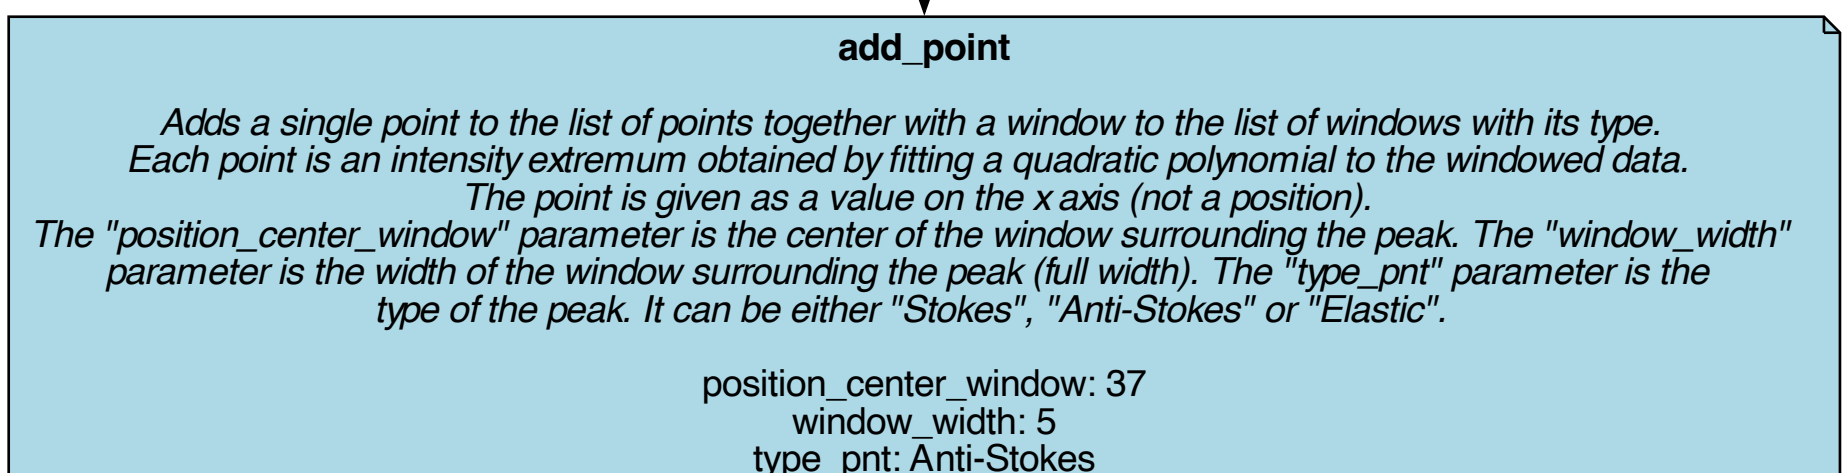 add_point
Adds a single point to the list of points together with a window to the list of windows with its type.
Each point is an intensity extremum obtained by fitting a quadratic polynomial to the windowed data.
The point is given as a value on the x axis (not a position).
The "position_center_window" parameter is the center of the window surrounding the peak. The "window_width"
parameter is the width of the window surrounding the peak (full width). The "type_pnt" parameter is the
type of the peak. It can be either "Stokes", "Anti-Stokes" or "Elastic".
position_center_window: 37
window_width: 5
type_pnt: Anti-Stokes